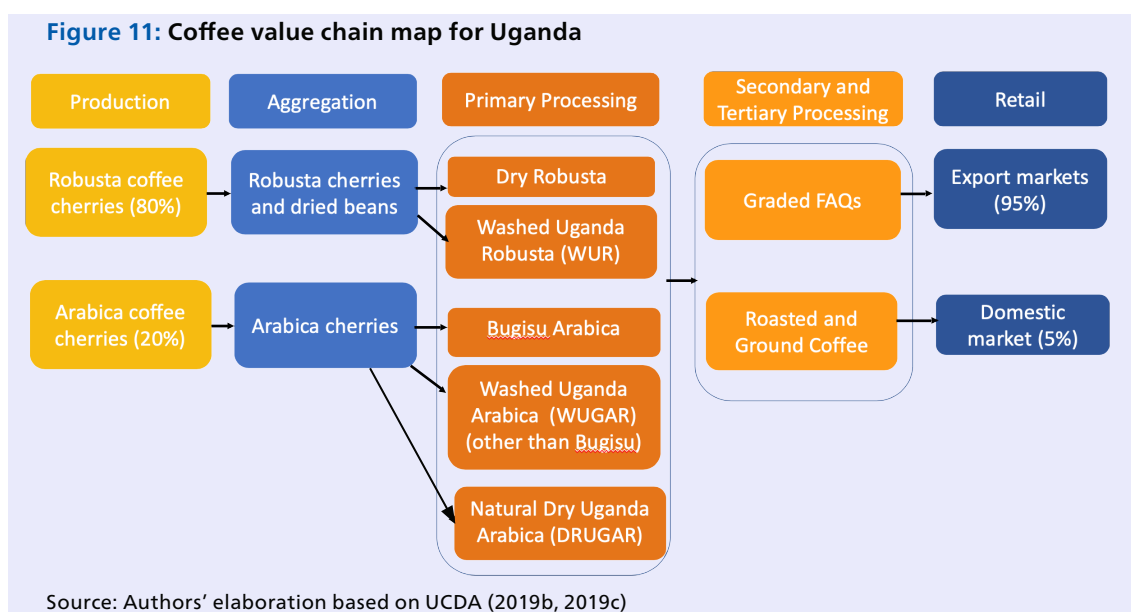 Figure 11: Coffee value chain map for Uganda
Production
Aggregation
Primary Processing
Secondary and
Tertiary Processing
Retail
Robusta coffee
cherries (80%)
Robusta cherries
and dried beans
Dry Robusta
Washed Uganda
Robusta (WUR)
Graded FAQs
Export markets
(95%)
Arabica coffee
cherries (20%)
Arabica cherries
Bugisu Arabica
Washed Uganda
Arabica (WUGAR)
(other than Bugisu)
Natural Dry Uganda
Arabica (DRUGAR)
Roasted and
Ground Coffee
Domestic
market (5%)
Source: Authors’ elaboration based on UCDA (2019b, 2019c)